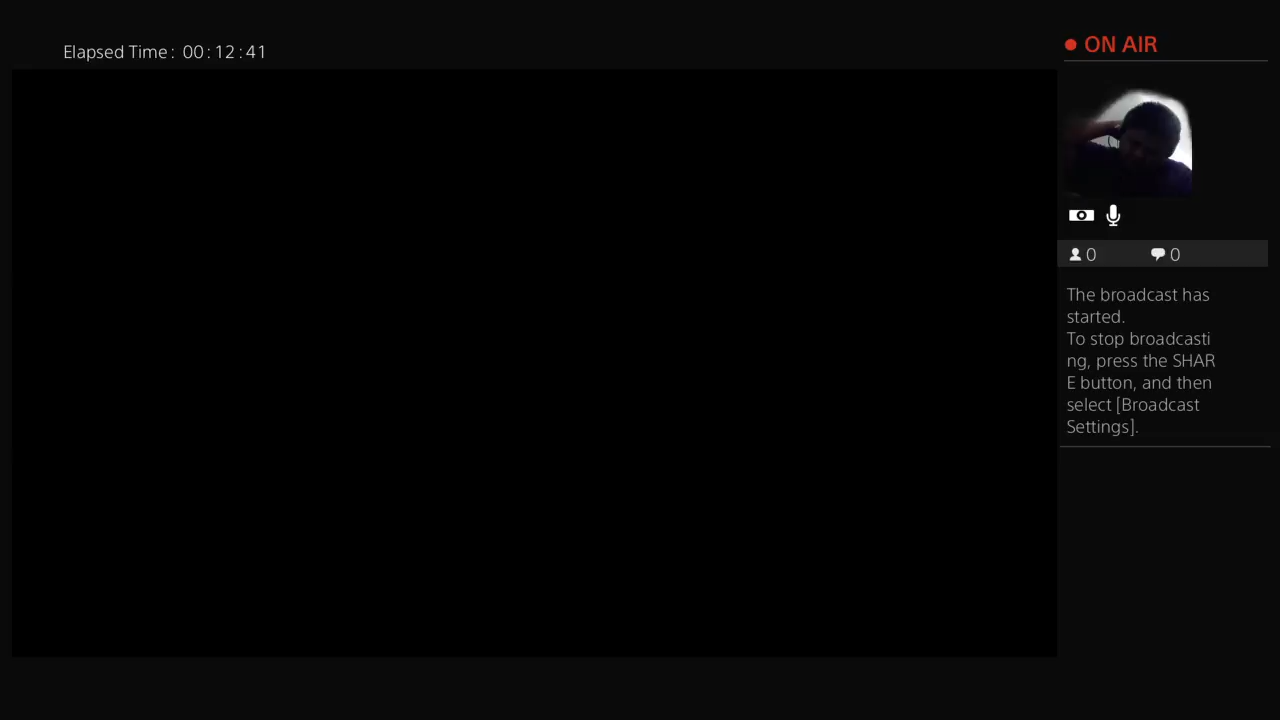 Elapsed Time: 00:12:41
ON AIR
0 0
The broadcast has
started.
To stop broadcasti
ng, press the SHAR
E button, and then
select [Broadcast
Settings].